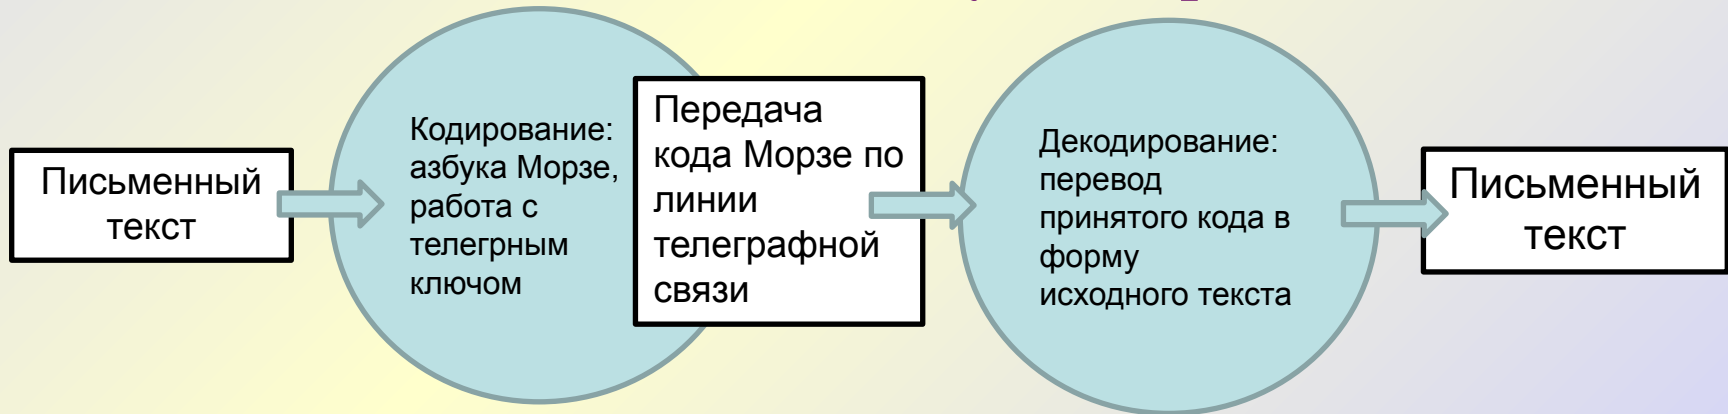 Письменный
текст
Кодирование:
азбука Морзе,
работа с
телегрным
ключом
Передача
кода Морзе по
линии
телеграфной
связи
Декодирование:
перевод
принятого кода в
форму
исходного текста
Письменный
текст